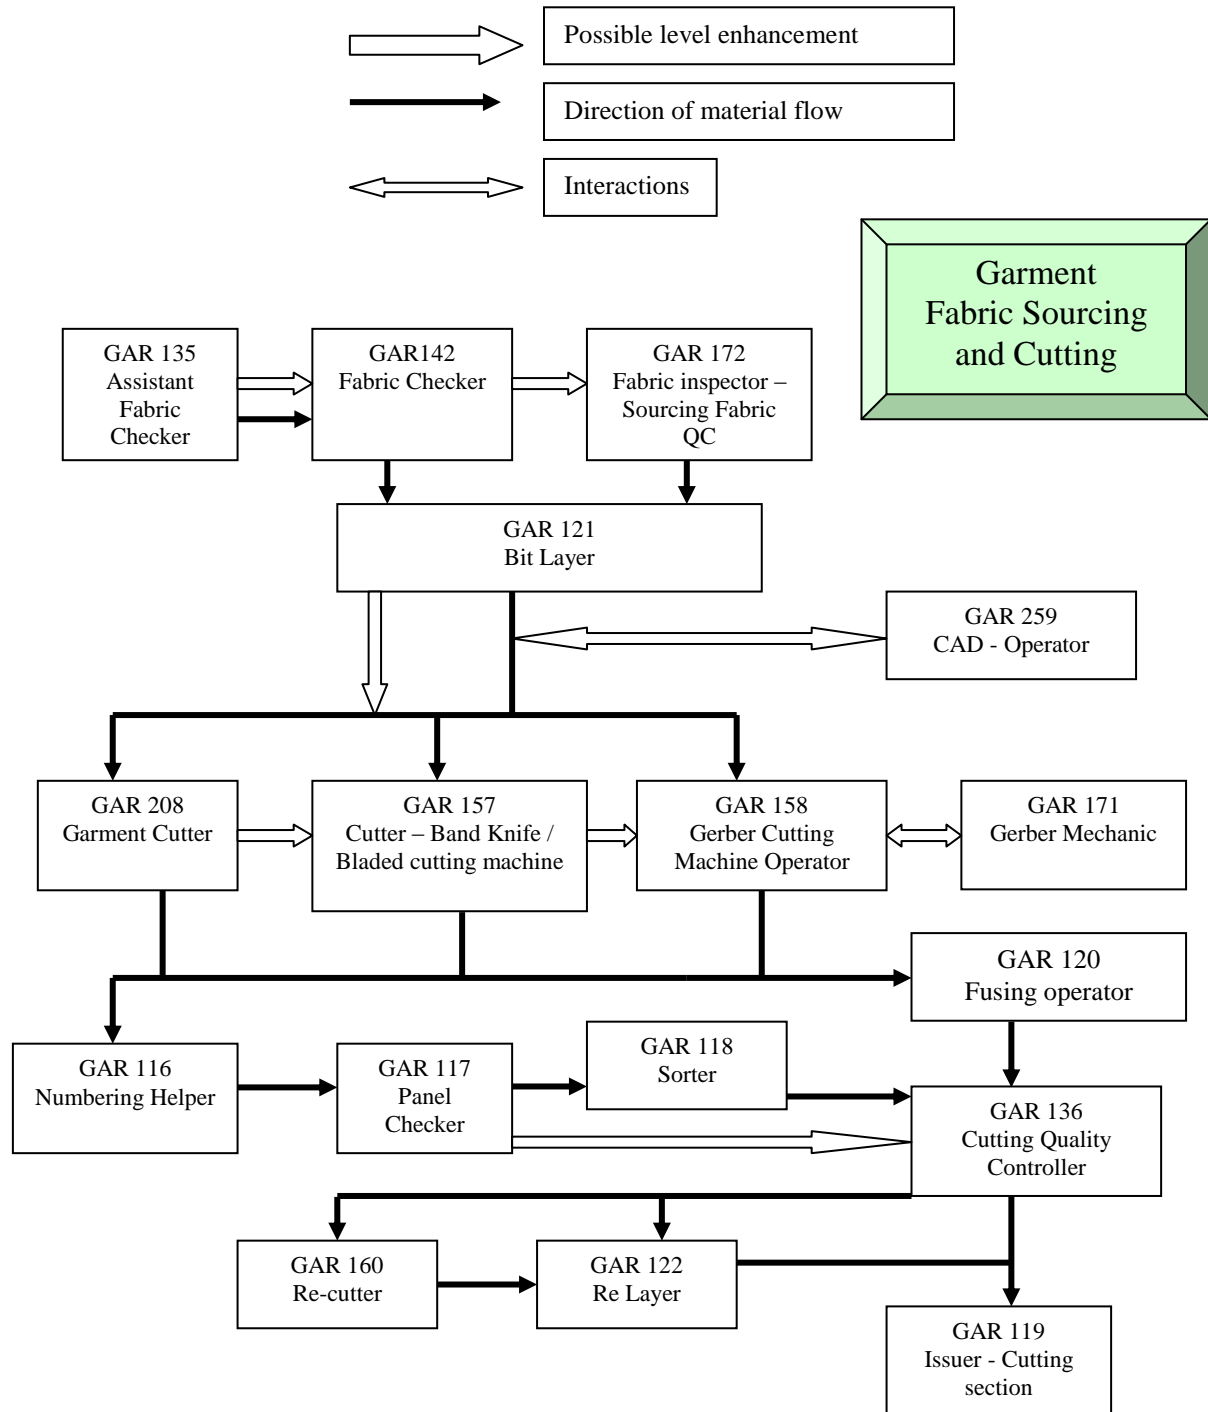 Possible level enhancement
Direction of material flow
Interactions
Garment
Fabric Sourcing
and Cutting
GAR 135
Assistant
Fabric
Checker
GAR142
Fabric Checker
GAR 172
Fabric inspector –
Sourcing Fabric
QC
GAR 121
Bit Layer
GAR 259
CAD - Operator
GAR 208
Garment Cutter
GAR 157
Cutter – Band Knife /
Bladed cutting machine
GAR 158
Gerber Cutting
Machine Operator
GAR 171
Gerber Mechanic
GAR 120
Fusing operator
GAR 116
Numbering Helper
GAR 117
Panel
Checker
GAR 118
Sorter
GAR 136
Cutting Quality
Controller
GAR 160
Re-cutter
GAR 122
Re Layer
GAR 119
Issuer - Cutting
section